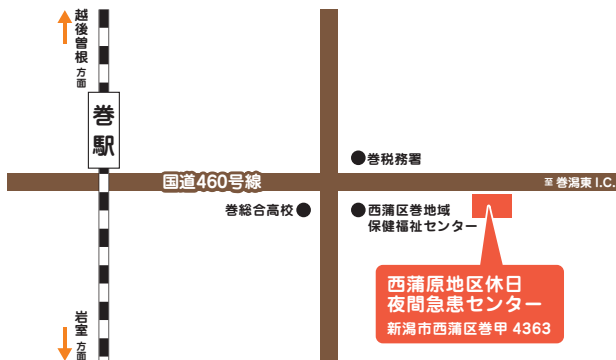 越後曽根 方面
巻駅
巻税務署
国道460号線
至 巻潟東 I.C.
巻総合高校
西蒲区巻地域
保健福祉センター
西蒲原地区休日
夜間急患センター
新潟市西蒲区巻甲 4363
岩室 方面